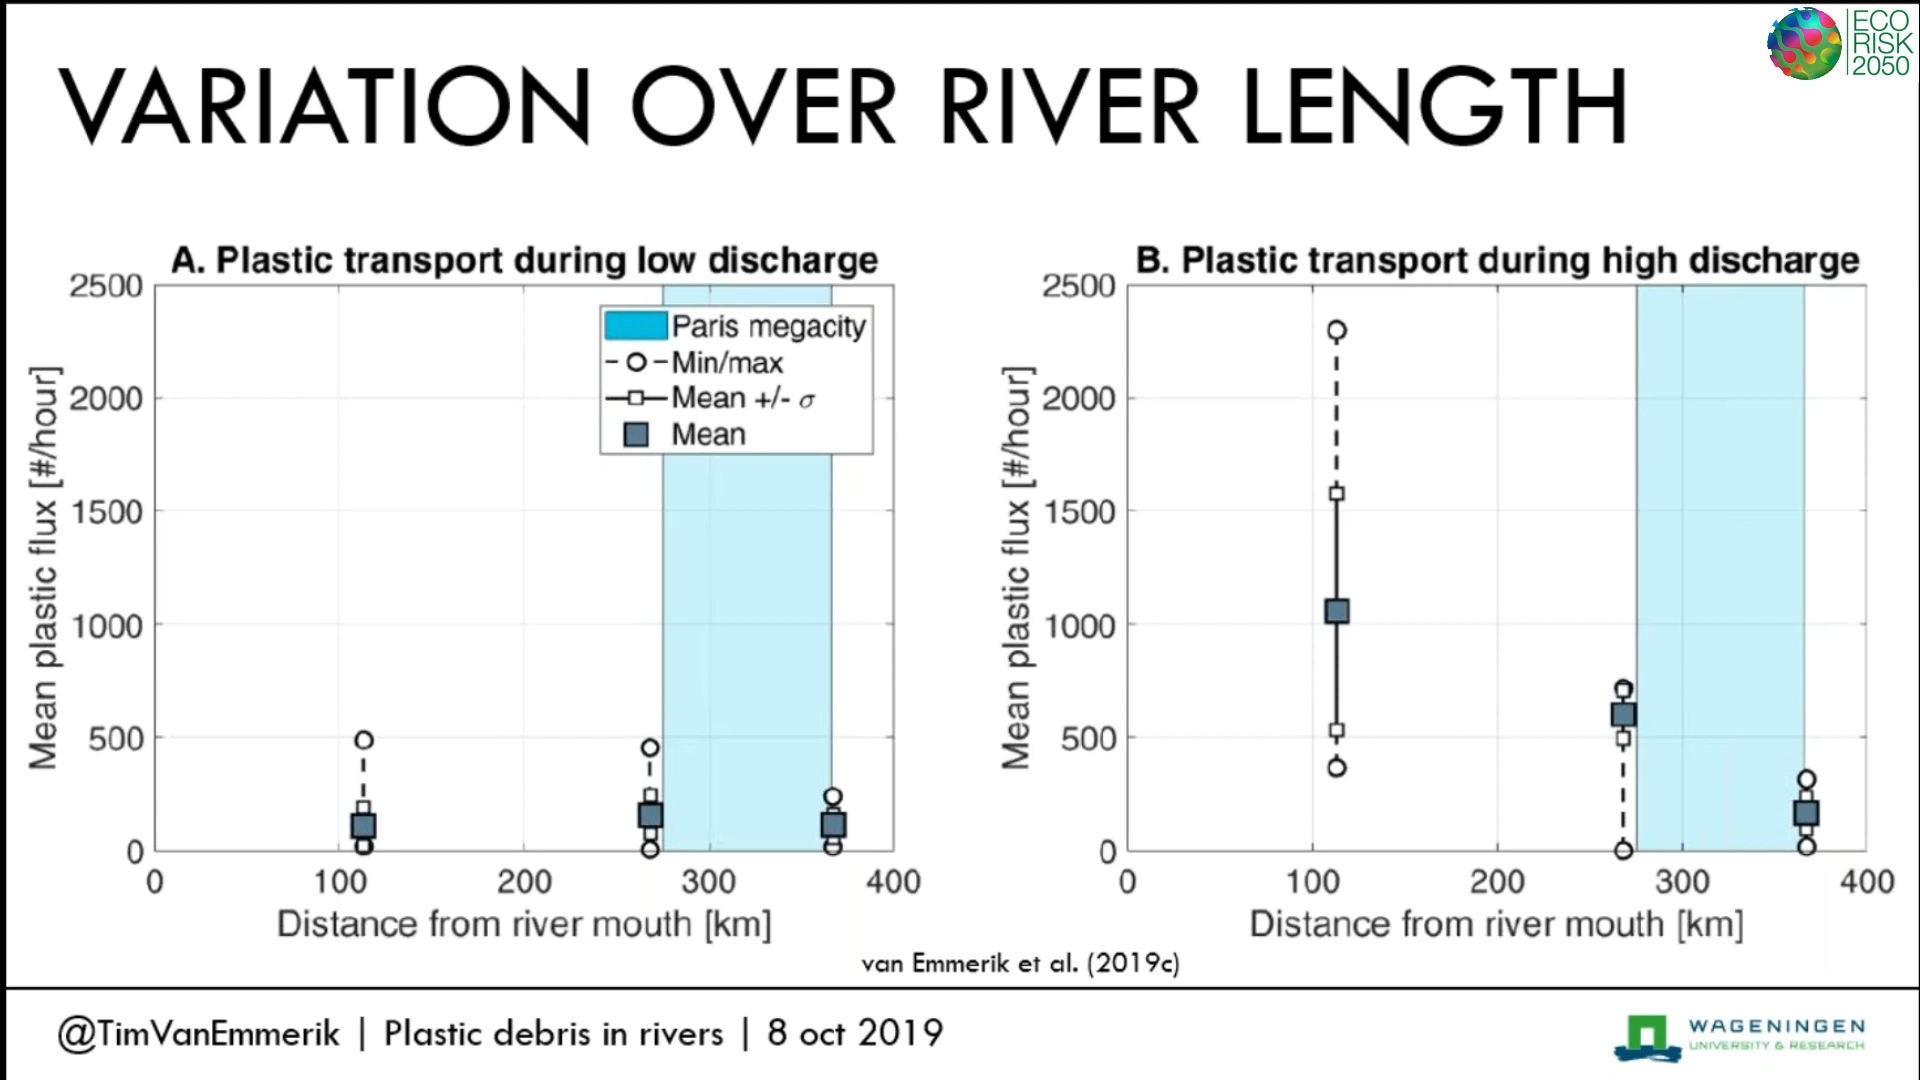 ECO
RISK
2050
VARIATION OVER RIVER LENGTH
A. Plastic transport during low discharge
2500
2000
1500
1000
500
0
Mean plastic flux [#/hour]
Paris megacity
Min/max
Mean +/- σ
Mean
0 100 200 300 400
Distance from river mouth [km]
B. Plastic transport during high discharge
2500
2000
1500
1000
500
0
Mean plastic flux [#/hour]
0 100 200 300 400
Distance from river mouth [km]
van Emmerik et al. (2019c)
@TimVanEmmerik | Plastic debris in rivers | 8 oct 2019
WAGENINGEN
UNIVERSITY & RESEARCH